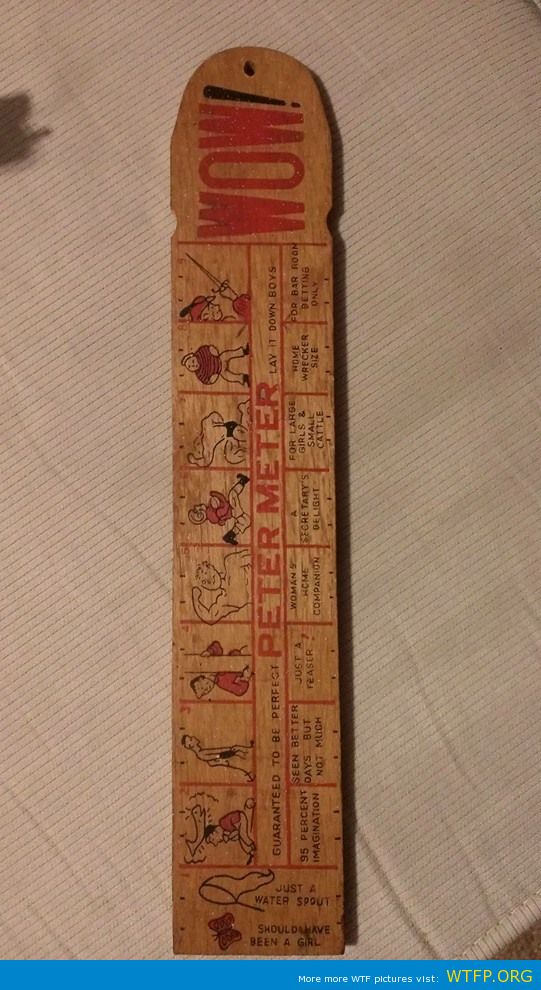 WOW!
PETER METER
GUARANTEED TO BE PERFECT
LAY IT DOWN BOYS
FOR BAR ROOM
BETTING
ONLY
HOME
WRECKER
SIZE
FOR LARGE
GIRLS &
SMALL
CATTLE
A
SECRETARY'S
DELIGHT
WOMAN'S
HOME
COMPANION
JUST A
TEASER
SEEN BETTER
DAYS BUT
NOT MUCH
95 PERCENT
IMAGINATION
JUST A
WATER SPOUT
SHOULD HAVE
BEEN A GIRL
More more WTF pictures vist: WTFP.ORG